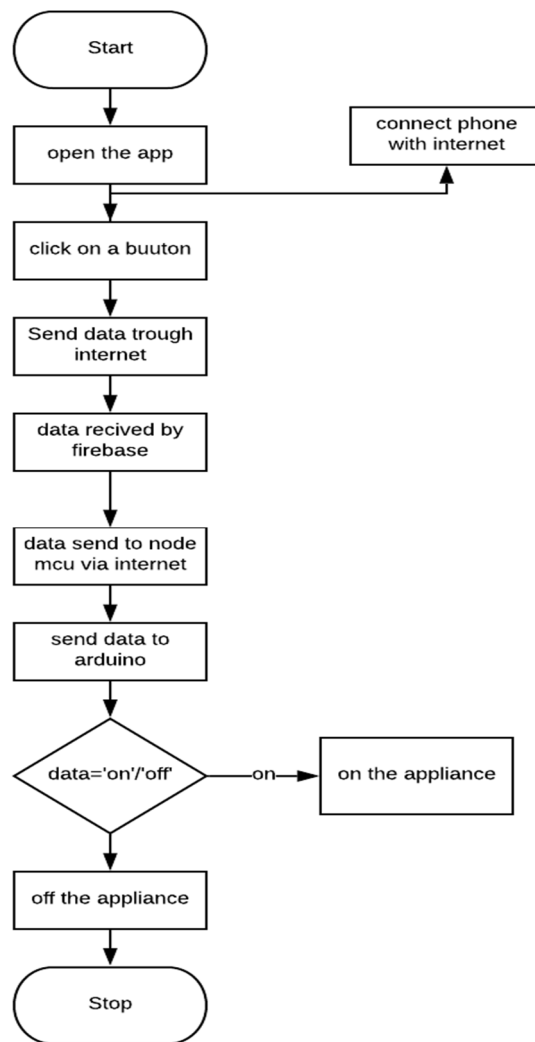 Start
open the app
connect phone
with internet
click on a buuton
Send data trough
internet
data recived by
firebase
data send to node
mcu via internet
send data to
arduino
data='on'/'off'
on
on the appliance
off the appliance
Stop